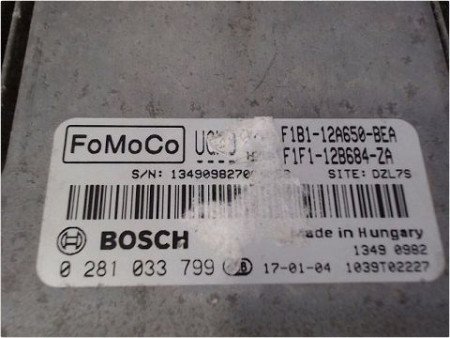 FoMoCo F1B1-12A650-BEA
F1F1-12B684-ZA
S/N: SITE: DZL7S
BOSCH Made in Hungary
1349 0982
0 281 033 799 17-01-04 1039T02227